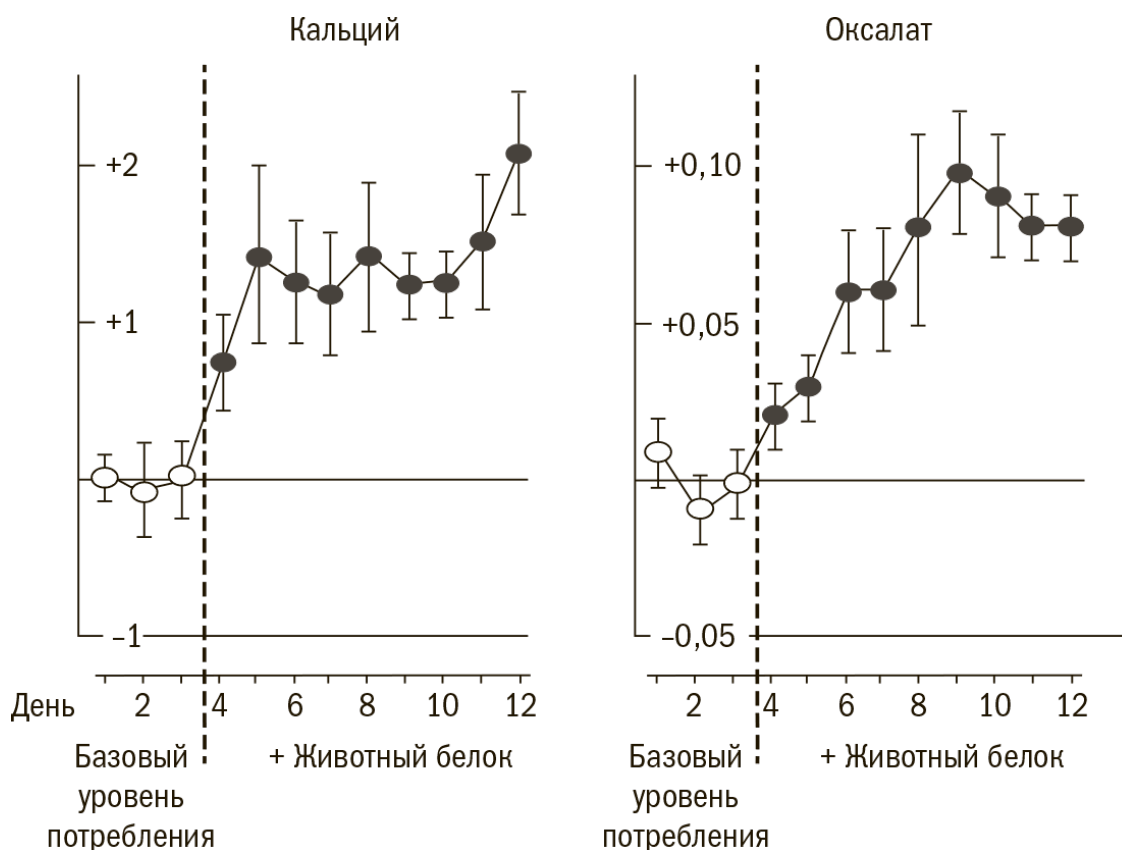 Кальций
+2
+1
–1
День 2 4 6 8 10 12
Базовый
уровень
потребления
+ Животный белок
Оксалат
+0,10
+0,05
–0,05
2 4 6 8 10 12
Базовый
уровень
потребления
+ Животный белок